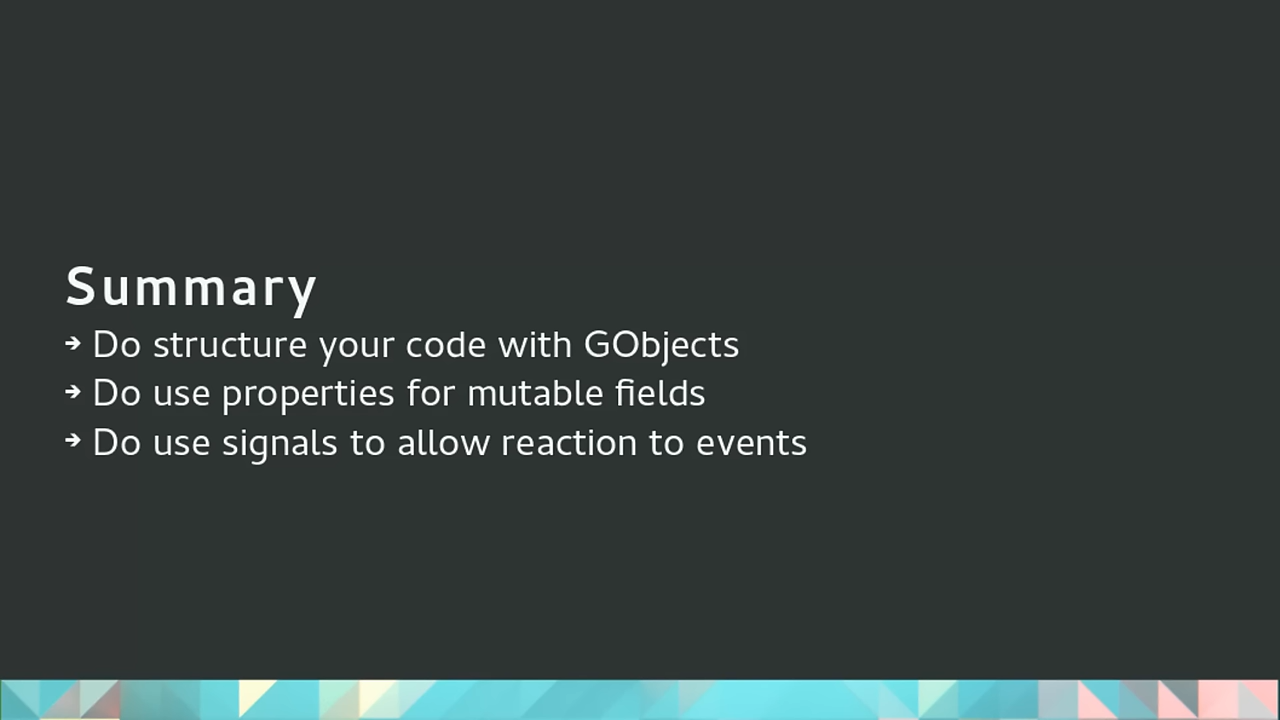 Summary
➔ Do structure your code with GObjects
➔ Do use properties for mutable fields
➔ Do use signals to allow reaction to events